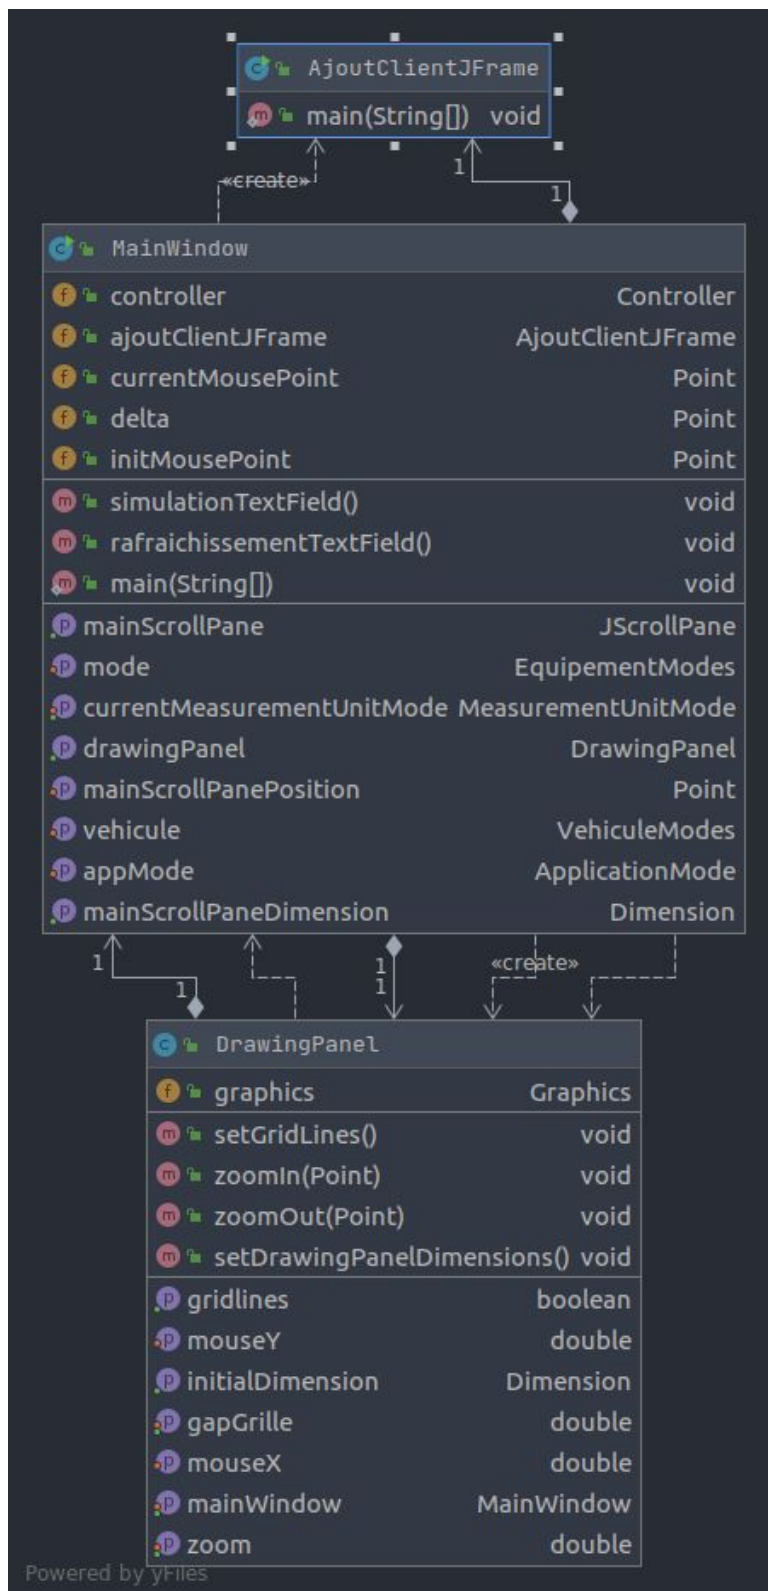 AjoutClientJFrame
main(String[]) void
«create»
1
1
MainWindow
controller Controller
ajoutClientJFrame AjoutClientJFrame
currentMousePoint Point
delta Point
initMousePoint Point
simulationTextField() void
rafraichissementTextField() void
main(String[]) void
mainScrollPane JScrollPane
mode EquipementModes
currentMeasurementUnitMode MeasurementUnitMode
drawingPanel DrawingPanel
mainScrollPanePosition Point
vehicule VehiculeModes
appMode ApplicationMode
mainScrollPaneDimension Dimension
1 1 «create»
1 1
DrawingPanel
graphics Graphics
setGridLines() void
zoomIn(Point) void
zoomOut(Point) void
setDrawingPanelDimensions() void
gridlines boolean
mouseY double
initialDimension Dimension
gapGrille double
mouseX double
mainWindow MainWindow
zoom double
Powered by yFiles